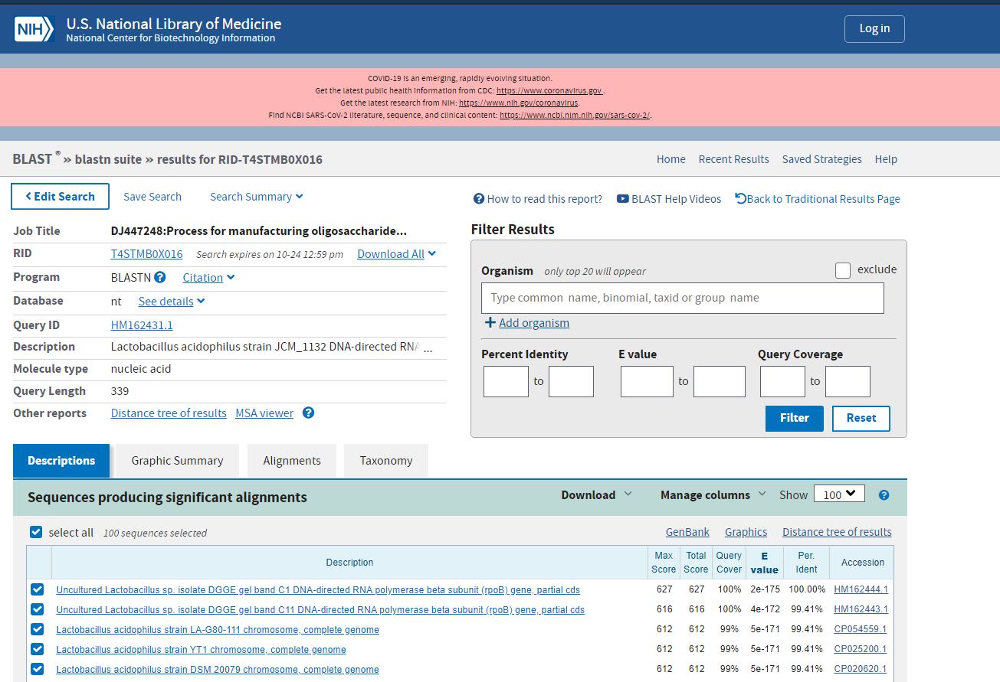 NIH
U.S. National Library of Medicine
National Center for Biotechnology Information
Log in
COVID-19 is an emerging, rapidly evolving situation.
Get the latest public health information from CDC: https://www.coronavirus.gov .
Get the latest research from NIH: https://www.nih.gov/coronavirus.
Find NCBI SARS-CoV-2 literature, sequence, and clinical content: https://www.ncbi.nlm.nih.gov/sars-cov-2/.
BLAST ® » blastn suite » results for RID-T4STMB0X016
Home Recent Results Saved Strategies Help
Edit Search Save Search Search Summary
? How to read this report? BLAST Help Videos Back to Traditional Results Page
Job Title DJ447248:Process for manufacturing oligosaccharide...
RID T4STMB0X016 Search expires on 10-24 12:59 pm Download All
Program BLASTN ? Citation
Database nt See details
Query ID HM162431.1
Description Lactobacillus acidophilus strain JCM_1132 DNA-directed RNA ...
Molecule type nucleic acid
Query Length 339
Other reports Distance tree of results MSA viewer ?
Filter Results
Organism only top 20 will appear exclude
Type common name, binomial, taxid or group name
+ Add organism
Percent Identity E value Query Coverage
to to to
Filter Reset
Descriptions Graphic Summary Alignments Taxonomy
Sequences producing significant alignments Download Manage columns Show 100 ?
select all 100 sequences selected GenBank Graphics Distance tree of results
Description Max Score Total Score Query Cover E value Per. Ident Accession
Uncultured Lactobacillus sp. isolate DGGE gel band C1 DNA-directed RNA polymerase beta subunit (rpoB) gene, partial cds 627 627 100% 2e-175 100.00% HM162444.1
Uncultured Lactobacillus sp. isolate DGGE gel band C11 DNA-directed RNA polymerase beta subunit (rpoB) gene, partial cds 616 616 100% 4e-172 99.41% HM162443.1
Lactobacillus acidophilus strain LA-G80-111 chromosome, complete genome 612 612 99% 5e-171 99.41% CP054559.1
Lactobacillus acidophilus strain YT1 chromosome, complete genome 612 612 99% 5e-171 99.41% CP025200.1
Lactobacillus acidophilus strain DSM 20079 chromosome, complete genome 612 612 99% 5e-171 99.41% CP020620.1